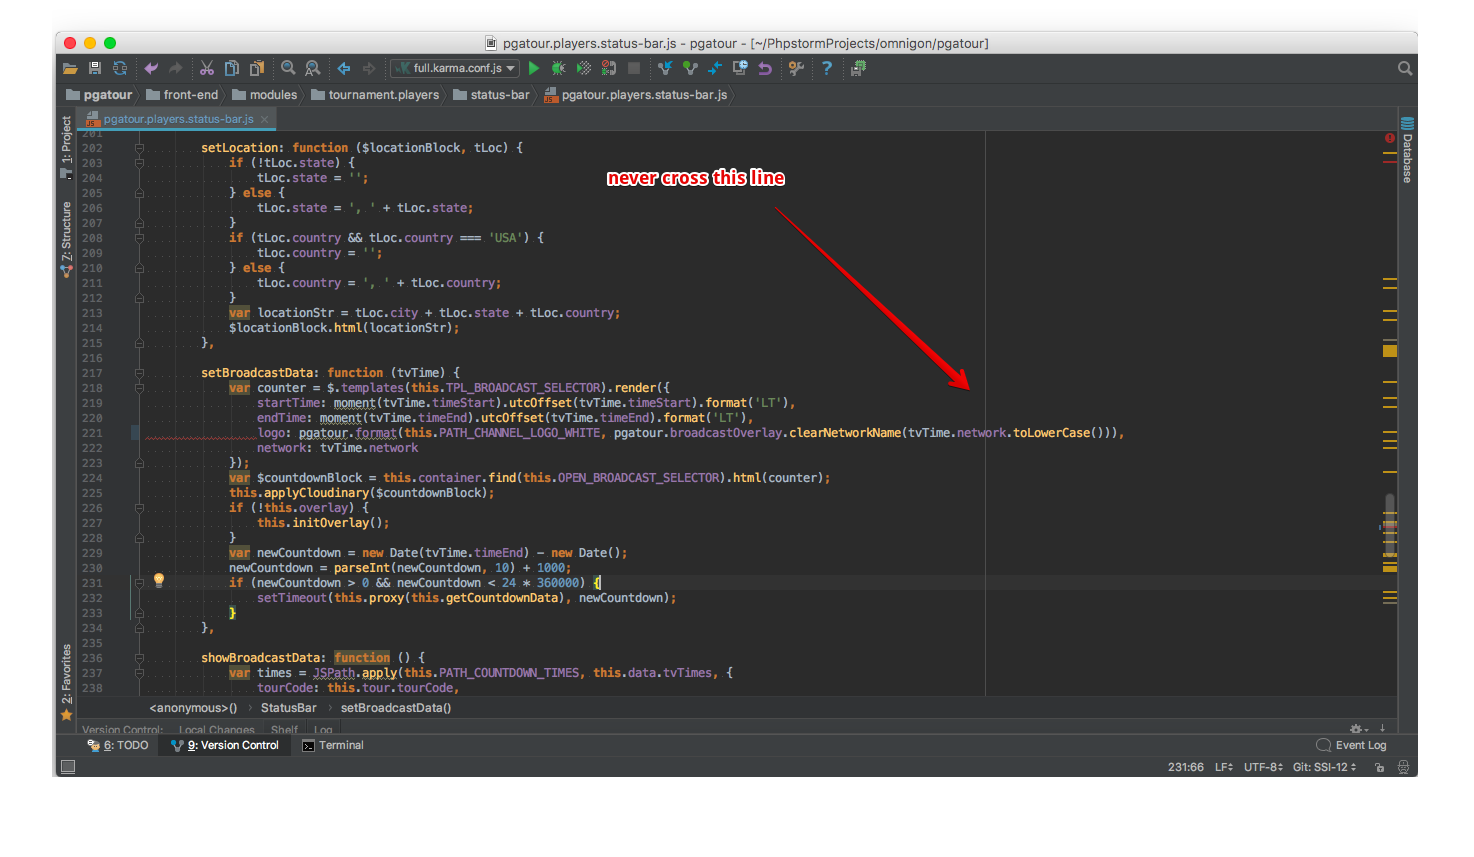 pgatour.players.status-bar.js - pgatour - [~/PhpstormProjects/omnigon/pgatour]
full.karma.conf.js
pgatour front-end modules tournament.players status-bar pgatour.players.status-bar.js
pgatour.players.status-bar.js
1: Project
7: Structure
2: Favorites
Database
never cross this line
201
202 setLocation: function ($locationBlock, tLoc) {
203 if (!tLoc.state) {
204 tLoc.state = '';
205 } else {
206 tLoc.state = ', ' + tLoc.state;
207 }
208 if (tLoc.country && tLoc.country === 'USA') {
209 tLoc.country = '';
210 } else {
211 tLoc.country = ', ' + tLoc.country;
212 }
213 var locationStr = tLoc.city + tLoc.state + tLoc.country;
214 $locationBlock.html(locationStr);
215 },
216
217 setBroadcastData: function (tvTime) {
218 var counter = $.templates(this.TPL_BROADCAST_SELECTOR).render({
219 startTime: moment(tvTime.timeStart).utcOffset(tvTime.timeStart).format('LT'),
220 endTime: moment(tvTime.timeEnd).utcOffset(tvTime.timeEnd).format('LT'),
221 logo: pgatour.format(this.PATH_CHANNEL_LOGO_WHITE, pgatour.broadcastOverlay.clearNetworkName(tvTime.network.toLowerCase())),
222 network: tvTime.network
223 });
224 var $countdownBlock = this.container.find(this.OPEN_BROADCAST_SELECTOR).html(counter);
225 this.applyCloudinary($countdownBlock);
226 if (!this.overlay) {
227 this.initOverlay();
228 }
229 var newCountdown = new Date(tvTime.timeEnd) - new Date();
230 newCountdown = parseInt(newCountdown, 10) + 1000;
231 if (newCountdown > 0 && newCountdown < 24 * 360000) {
232 setTimeout(this.proxy(this.getCountdownData), newCountdown);
233 }
234 },
235
236 showBroadcastData: function () {
237 var times = JSPath.apply(this.PATH_COUNTDOWN_TIMES, this.data.tvTimes, {
238 tourCode: this.tour.tourCode,
<anonymous>() StatusBar setBroadcastData()
Version Control: Local Changes Shelf Log
6: TODO 9: Version Control Terminal Event Log
231:66 LF UTF-8 Git: SSI-12